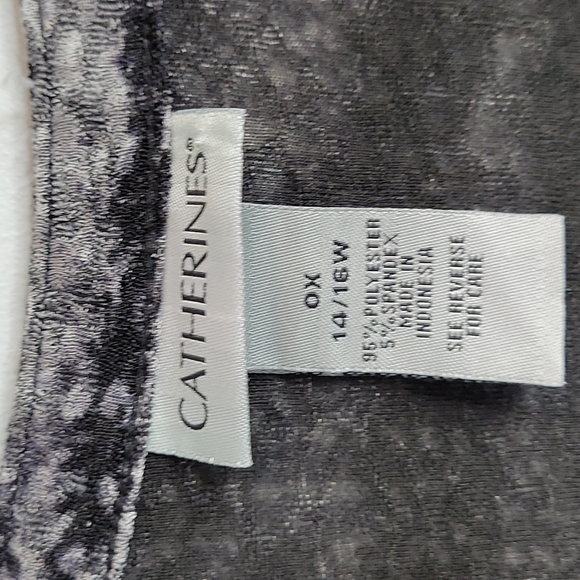 CATHERINES®
0X
14/16W
95%POLYESTER
5%SPANDEX
MADE IN
INDONESIA
SEE REVERSE
FOR CARE